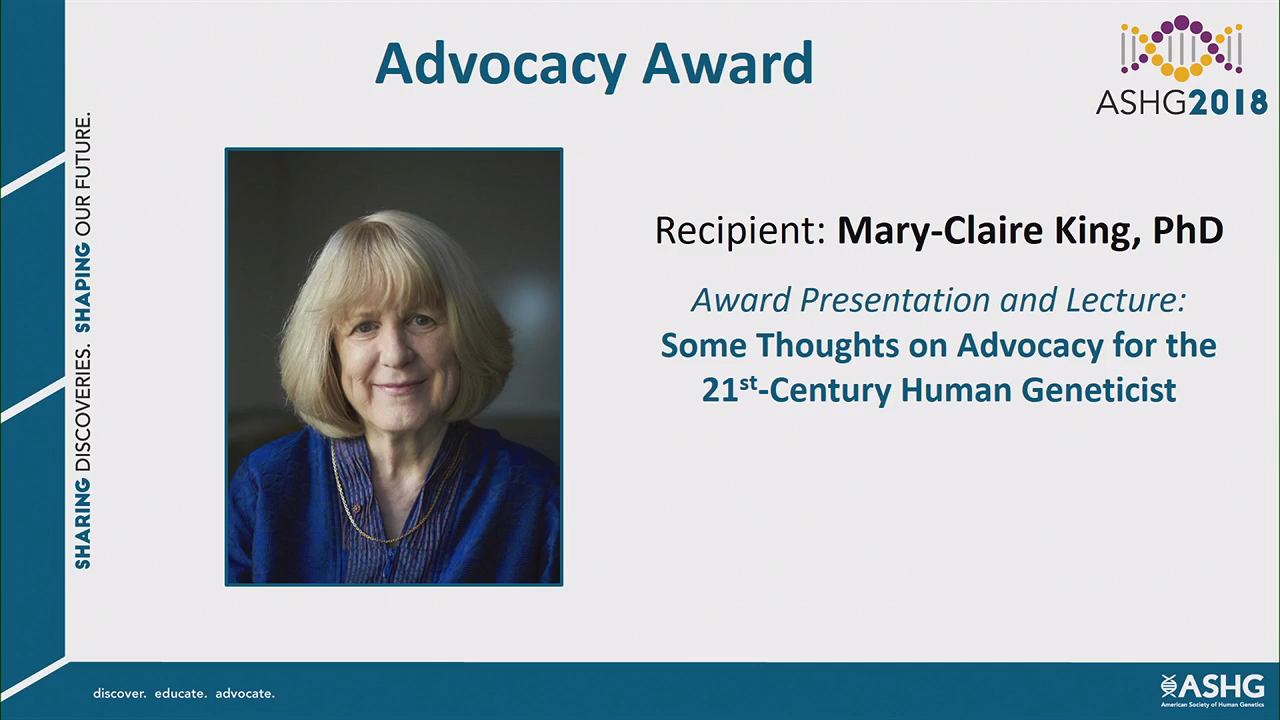 Advocacy Award
ASHG2018
SHARING DISCOVERIES. SHAPING OUR FUTURE.
Recipient: Mary-Claire King, PhD
Award Presentation and Lecture:
Some Thoughts on Advocacy for the
21st-Century Human Geneticist
discover. educate. advocate.
ASHG
American Society of Human Genetics